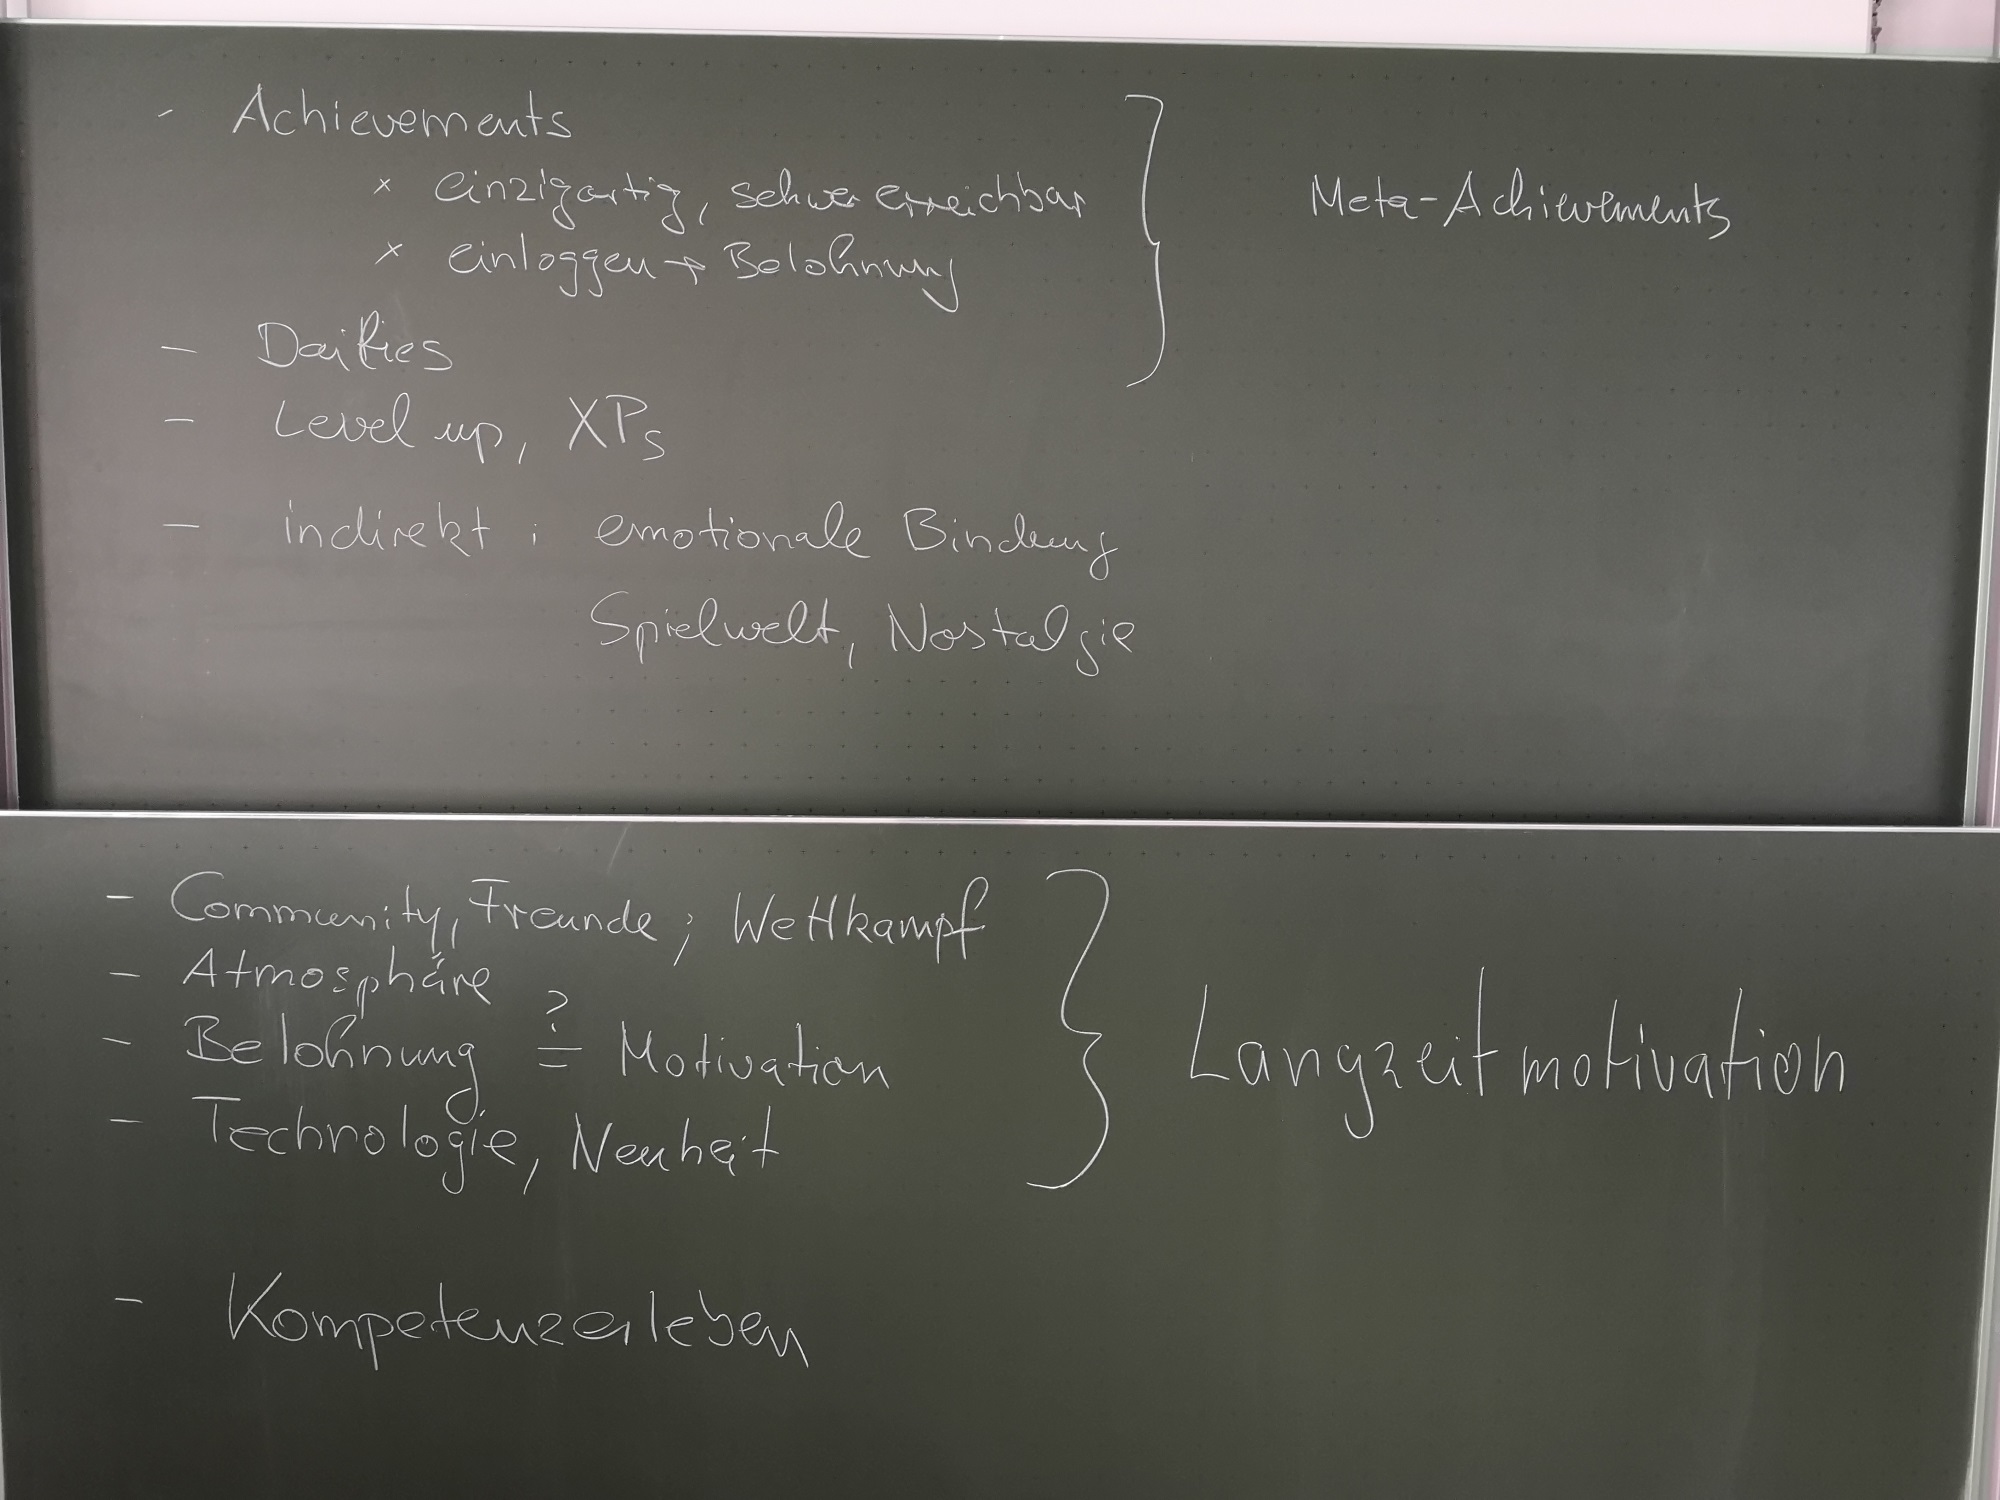 - Achievements
x einzigartig, schwer erreichbar
x einloggen → Belohnung
Meta-Achievements
- Dailies
- Level up, XPs
- indirekt: emotionale Bindung
Spielwelt, Nostalgie
- Community, Freunde; Wettkampf
- Atmosphäre
- Belohnung ?= Motivation
- Technologie, Neuheit
Langzeitmotivation
- Kompetenzerleben